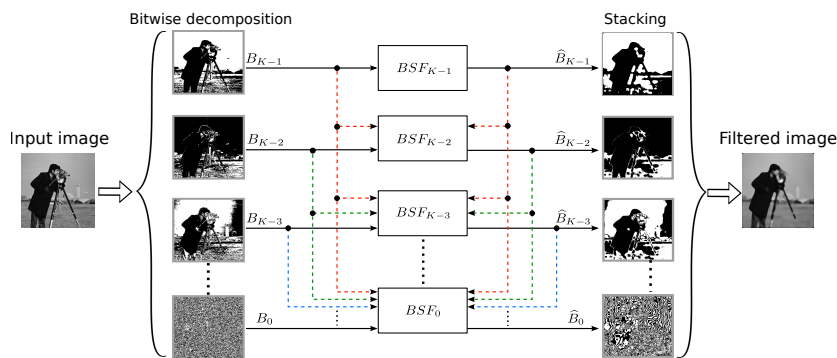 Bitwise decomposition
Stacking
Input image
Filtered image
B_{K-1}
BSF_{K-1}
\widehat{B}_{K-1}
B_{K-2}
BSF_{K-2}
\widehat{B}_{K-2}
B_{K-3}
BSF_{K-3}
\widehat{B}_{K-3}
B_0
BSF_0
\widehat{B}_0